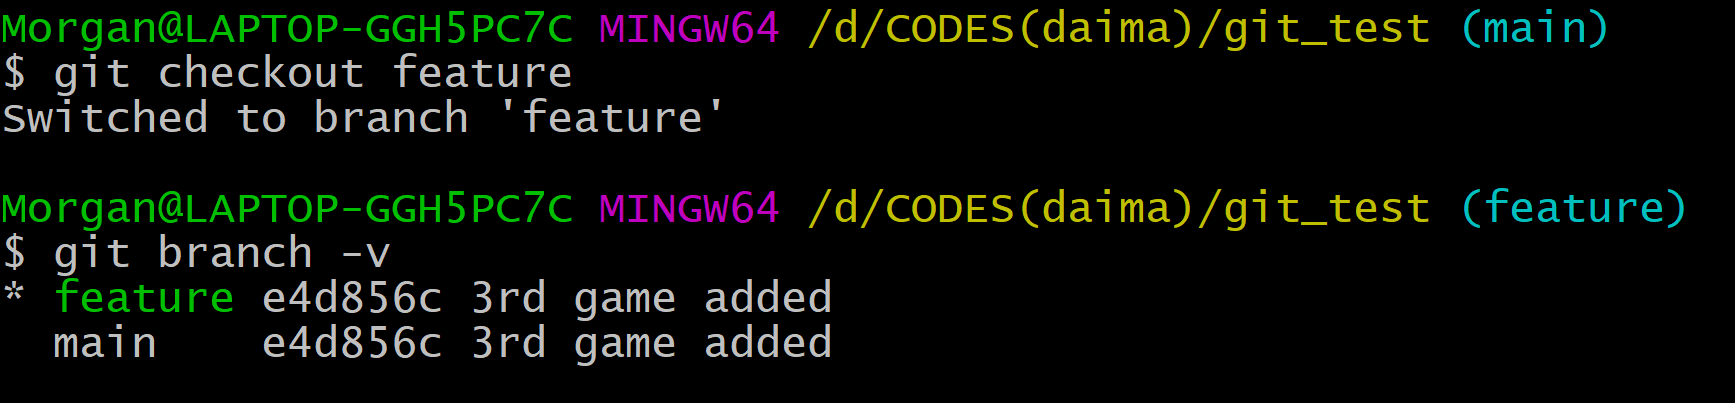 Morgan@LAPTOP-GGH5PC7C MINGW64 /d/CODES(daima)/git_test (main)
$ git checkout feature
Switched to branch 'feature'
Morgan@LAPTOP-GGH5PC7C MINGW64 /d/CODES(daima)/git_test (feature)
$ git branch -v
* feature e4d856c 3rd game added
  main    e4d856c 3rd game added